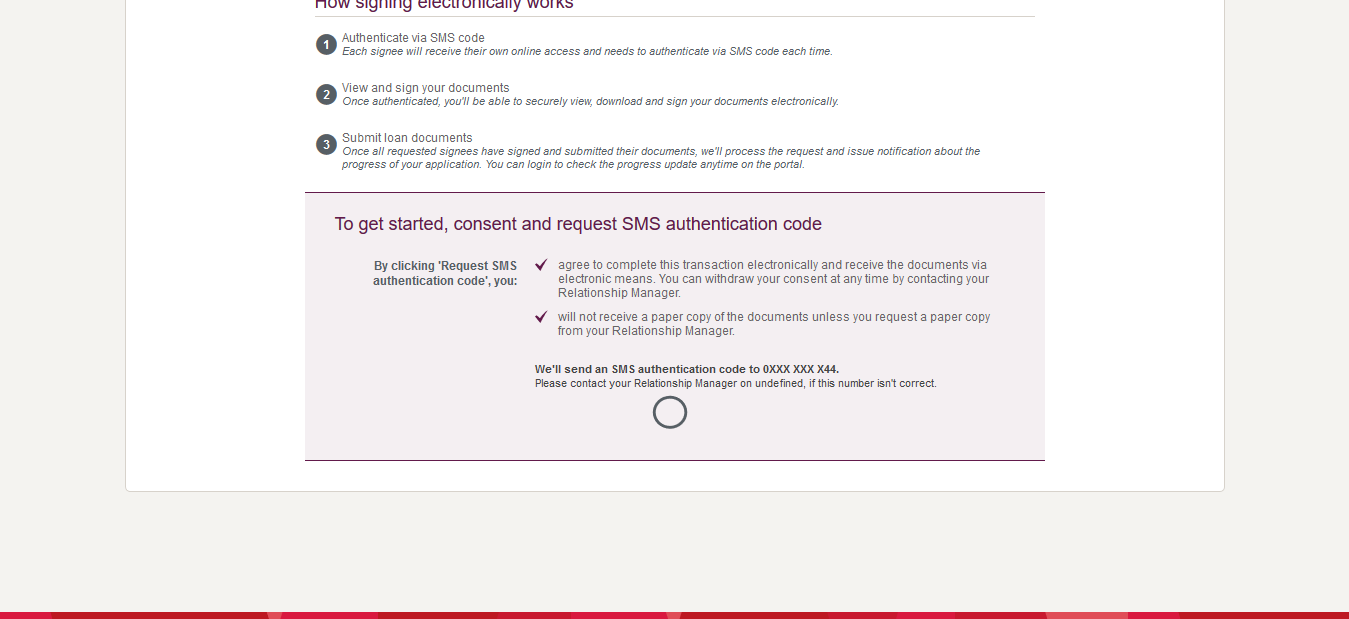 How signing electronically works
1 Authenticate via SMS code
Each signee will receive their own online access and needs to authenticate via SMS code each time.
2 View and sign your documents
Once authenticated, you'll be able to securely view, download and sign your documents electronically.
3 Submit loan documents
Once all requested signees have signed and submitted their documents, we'll process the request and issue notification about the
progress of your application. You can login to check the progress update anytime on the portal.
To get started, consent and request SMS authentication code
By clicking 'Request SMS
authentication code', you:
agree to complete this transaction electronically and receive the documents via
electronic means. You can withdraw your consent at any time by contacting your
Relationship Manager.
will not receive a paper copy of the documents unless you request a paper copy
from your Relationship Manager.
We'll send an SMS authentication code to 0XXX XXX X44.
Please contact your Relationship Manager on undefined, if this number isn't correct.